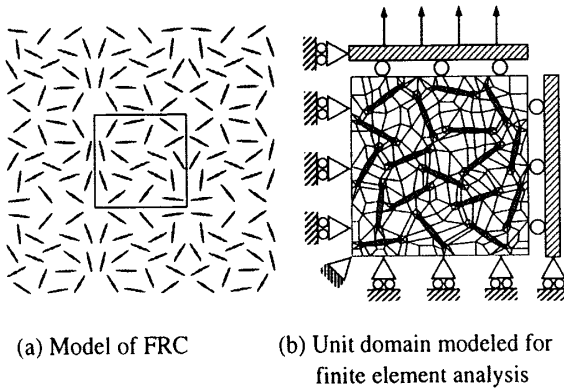 (a) Model of FRC
(b) Unit domain modeled for
finite element analysis